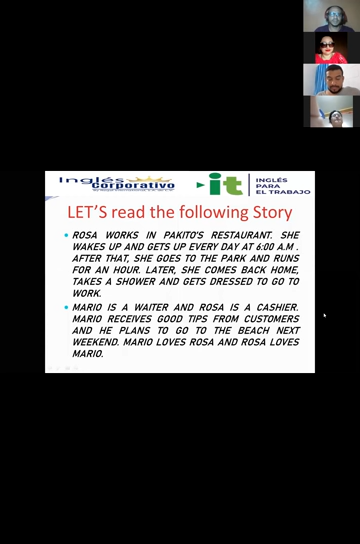 Inglés
Corporativo
it
INGLÉS
PARA
EL TRABAJO
LET'S read the following Story
• ROSA WORKS IN PAKITO'S RESTAURANT. SHE
WAKES UP AND GETS UP EVERY DAY AT 6:00 A.M .
AFTER THAT, SHE GOES TO THE PARK AND RUNS
FOR AN HOUR. LATER, SHE COMES BACK HOME,
TAKES A SHOWER AND GETS DRESSED TO GO TO
WORK.
• MARIO IS A WAITER AND ROSA IS A CASHIER.
MARIO RECEIVES GOOD TIPS FROM CUSTOMERS
AND HE PLANS TO GO TO THE BEACH NEXT
WEEKEND. MARIO LOVES ROSA AND ROSA LOVES
MARIO.